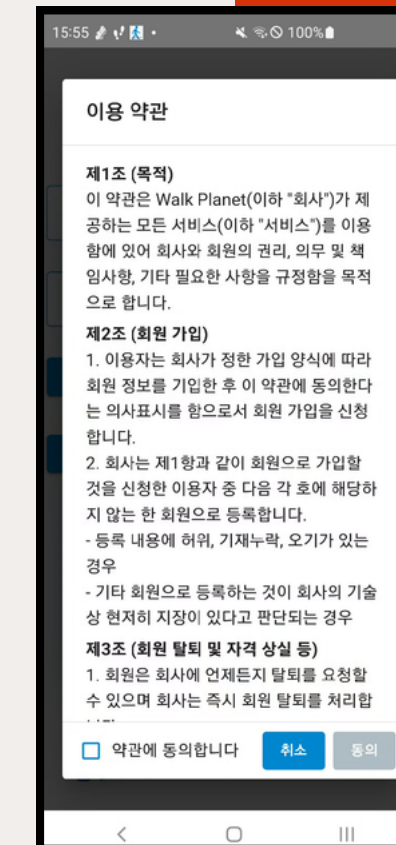 15:55 100%
이용 약관
제1조 (목적)
이 약관은 Walk Planet(이하 "회사")가 제
공하는 모든 서비스(이하 "서비스")를 이용
함에 있어 회사와 회원의 권리, 의무 및 책
임사항, 기타 필요한 사항을 규정함을 목적
으로 합니다.
제2조 (회원 가입)
1. 이용자는 회사가 정한 가입 양식에 따라
회원 정보를 기입한 후 이 약관에 동의한다
는 의사표시를 함으로서 회원 가입을 신청
합니다.
2. 회사는 제1항과 같이 회원으로 가입할
것을 신청한 이용자 중 다음 각 호에 해당하
지 않는 한 회원으로 등록합니다.
- 등록 내용에 허위, 기재누락, 오기가 있는
경우
- 기타 회원으로 등록하는 것이 회사의 기술
상 현저히 지장이 있다고 판단되는 경우
제3조 (회원 탈퇴 및 자격 상실 등)
1. 회원은 회사에 언제든지 탈퇴를 요청할
수 있으며 회사는 즉시 회원 탈퇴를 처리합
약관에 동의합니다 취소 동의